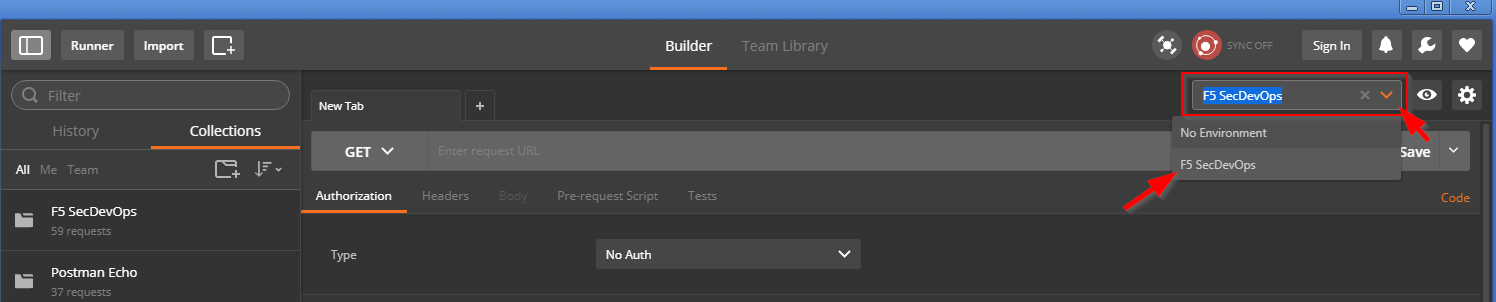 Runner
Import
Builder
Team Library
SYNC OFF
Sign In
Filter
History
Collections
All Me Team
F5 SecDevOps
59 requests
Postman Echo
37 requests
New Tab
+
F5 SecDevOps
No Environment
F5 SecDevOps
GET
Enter request URL
Save
Authorization
Headers
Body
Pre-request Script
Tests
Code
Type
No Auth